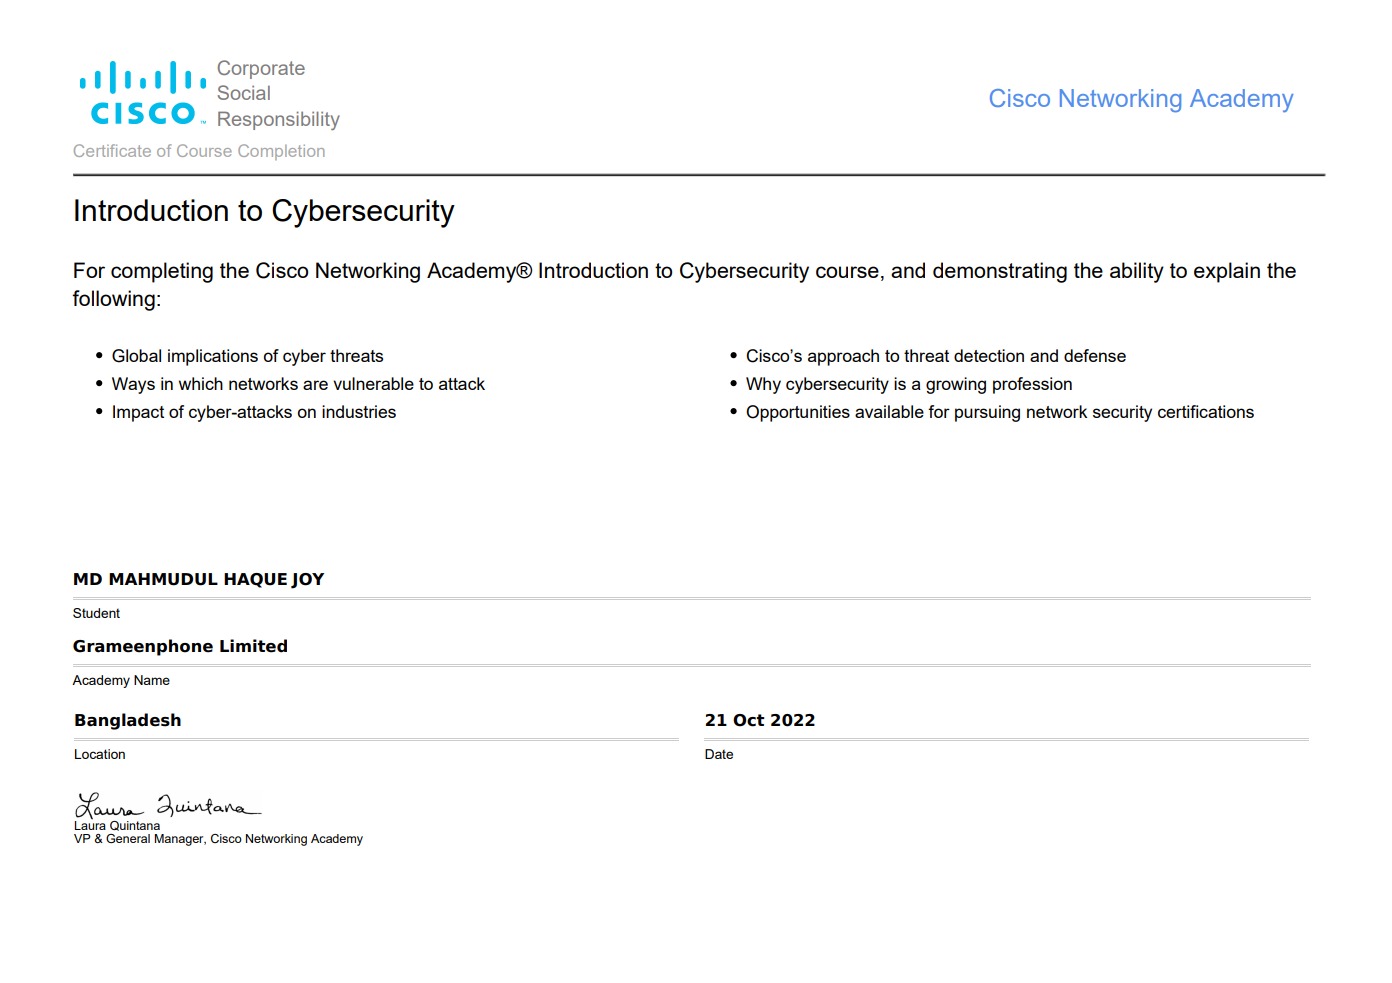 CISCO™
Corporate
Social
Responsibility
Cisco Networking Academy
Certificate of Course Completion
Introduction to Cybersecurity
For completing the Cisco Networking Academy® Introduction to Cybersecurity course, and demonstrating the ability to explain the
following:
• Global implications of cyber threats
• Ways in which networks are vulnerable to attack
• Impact of cyber-attacks on industries
• Cisco’s approach to threat detection and defense
• Why cybersecurity is a growing profession
• Opportunities available for pursuing network security certifications
MD MAHMUDUL HAQUE JOY
Student
Grameenphone Limited
Academy Name
Bangladesh
Location
21 Oct 2022
Date
Laura Quintana
Laura Quintana
VP & General Manager, Cisco Networking Academy